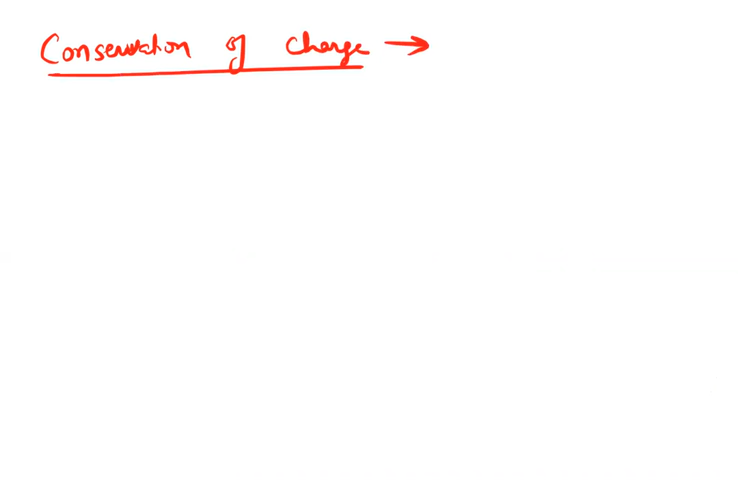 Conservation of Charge →